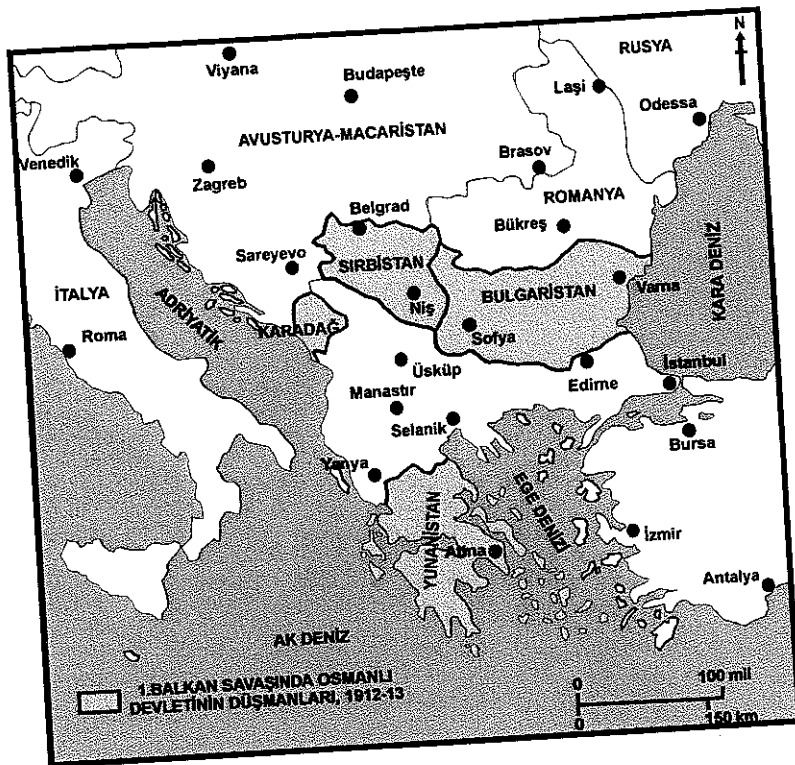 N
RUSYA
Viyana
Budapeşte
Laşi
Odessa
AVUSTURYA-MACARİSTAN
Venedik
Brasov
Zagreb
ROMANYA
Belgrad
Bükreş
Sareyevo
SIRBİSTAN
KARA DENİZ
İTALYA
BULGARİSTAN
Varna
Niş
ADRİYATİK
KARADAĞ
Roma
Sofya
Üsküp
İstanbul
Edirne
Manastır
Selanik
Bursa
Yanya
EGE DENİZİ
YUNANİSTAN
Atina
İzmir
Antalya
AK DENİZ
1.BALKAN SAVAŞINDA OSMANLI
DEVLETİNİN DÜŞMANLARI, 1912-13
0
100 mil
0
150 km